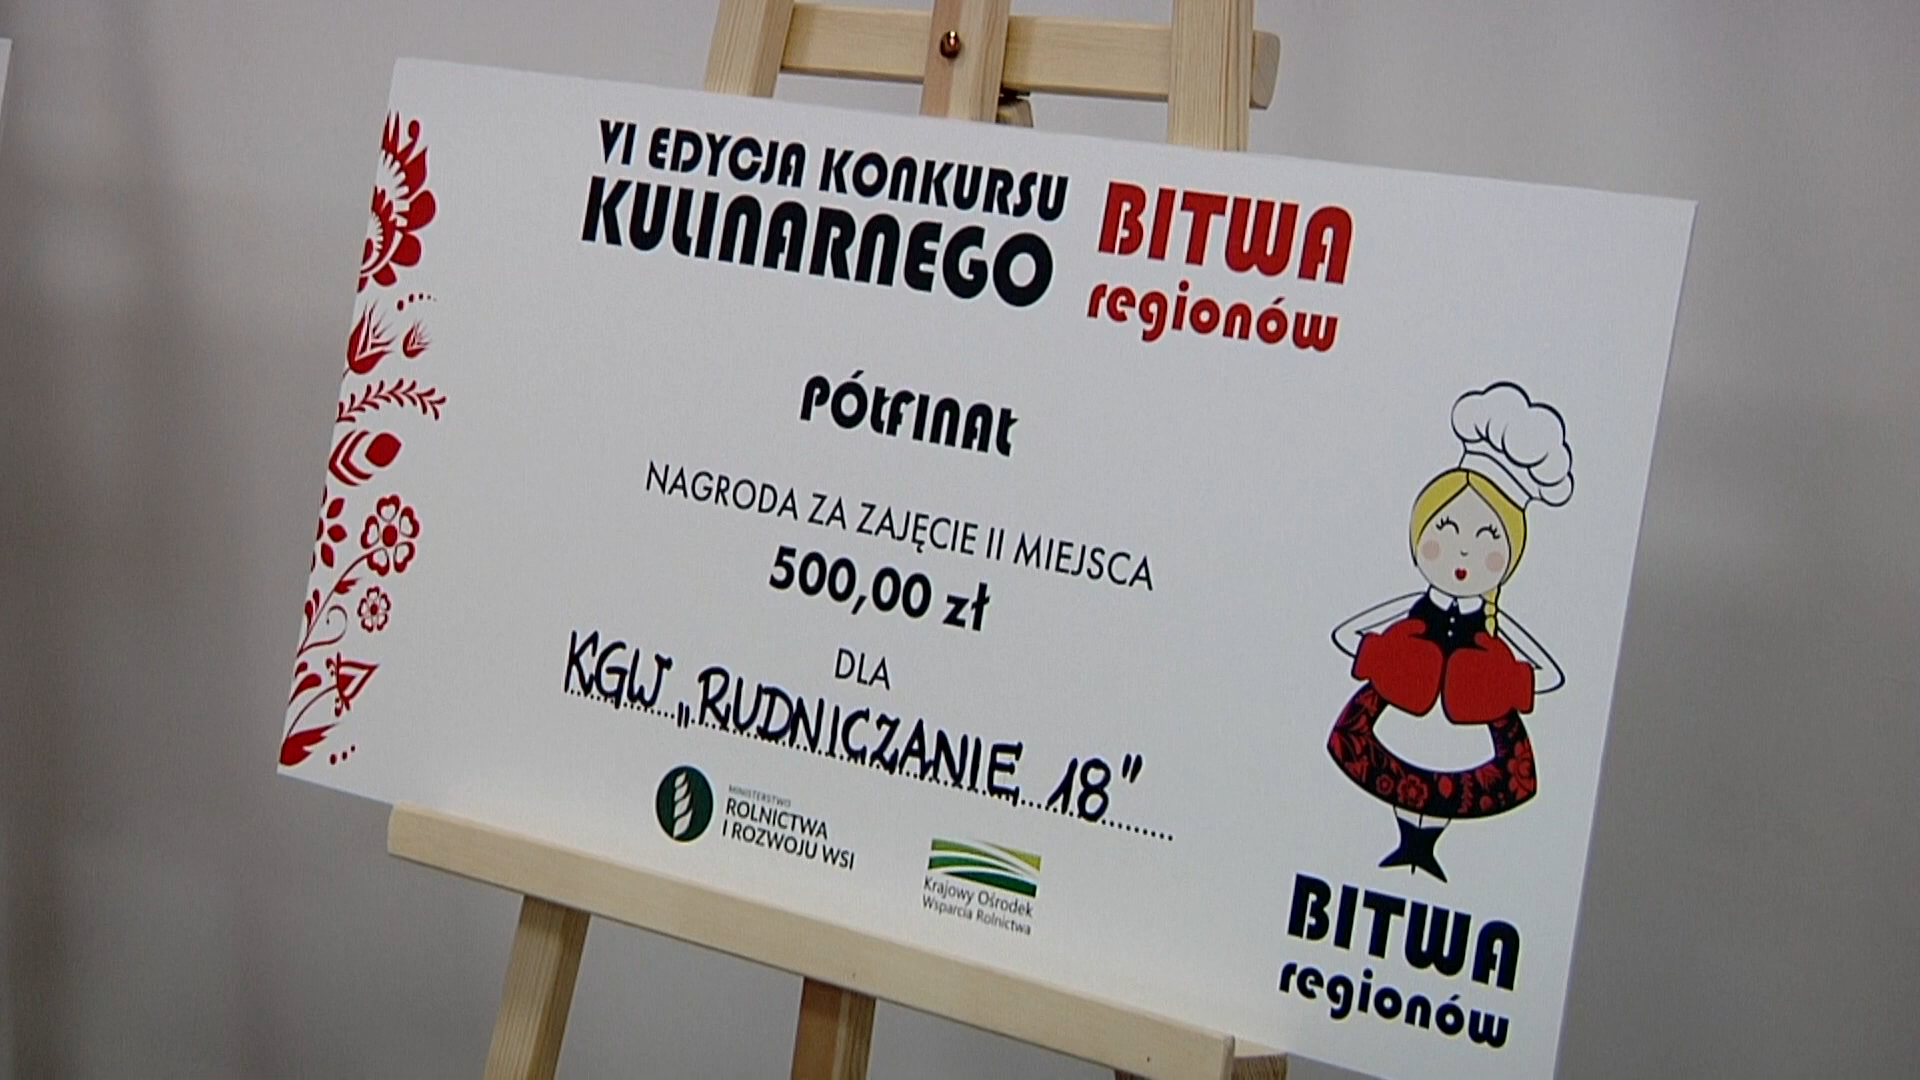 VI EDYCJA KONKURSU
KULINARNEGO
BITWA
regionów
PÓŁFINAŁ
NAGRODA ZA ZAJĘCIE II MIEJSCA
500,00 zł
DLA
KGW „RUDNICZANIE 18”
MINISTERSTWO
ROLNICTWA
I ROZWOJU WSI
Krajowy Ośrodek
Wsparcia Rolnictwa
BITWA
regionów